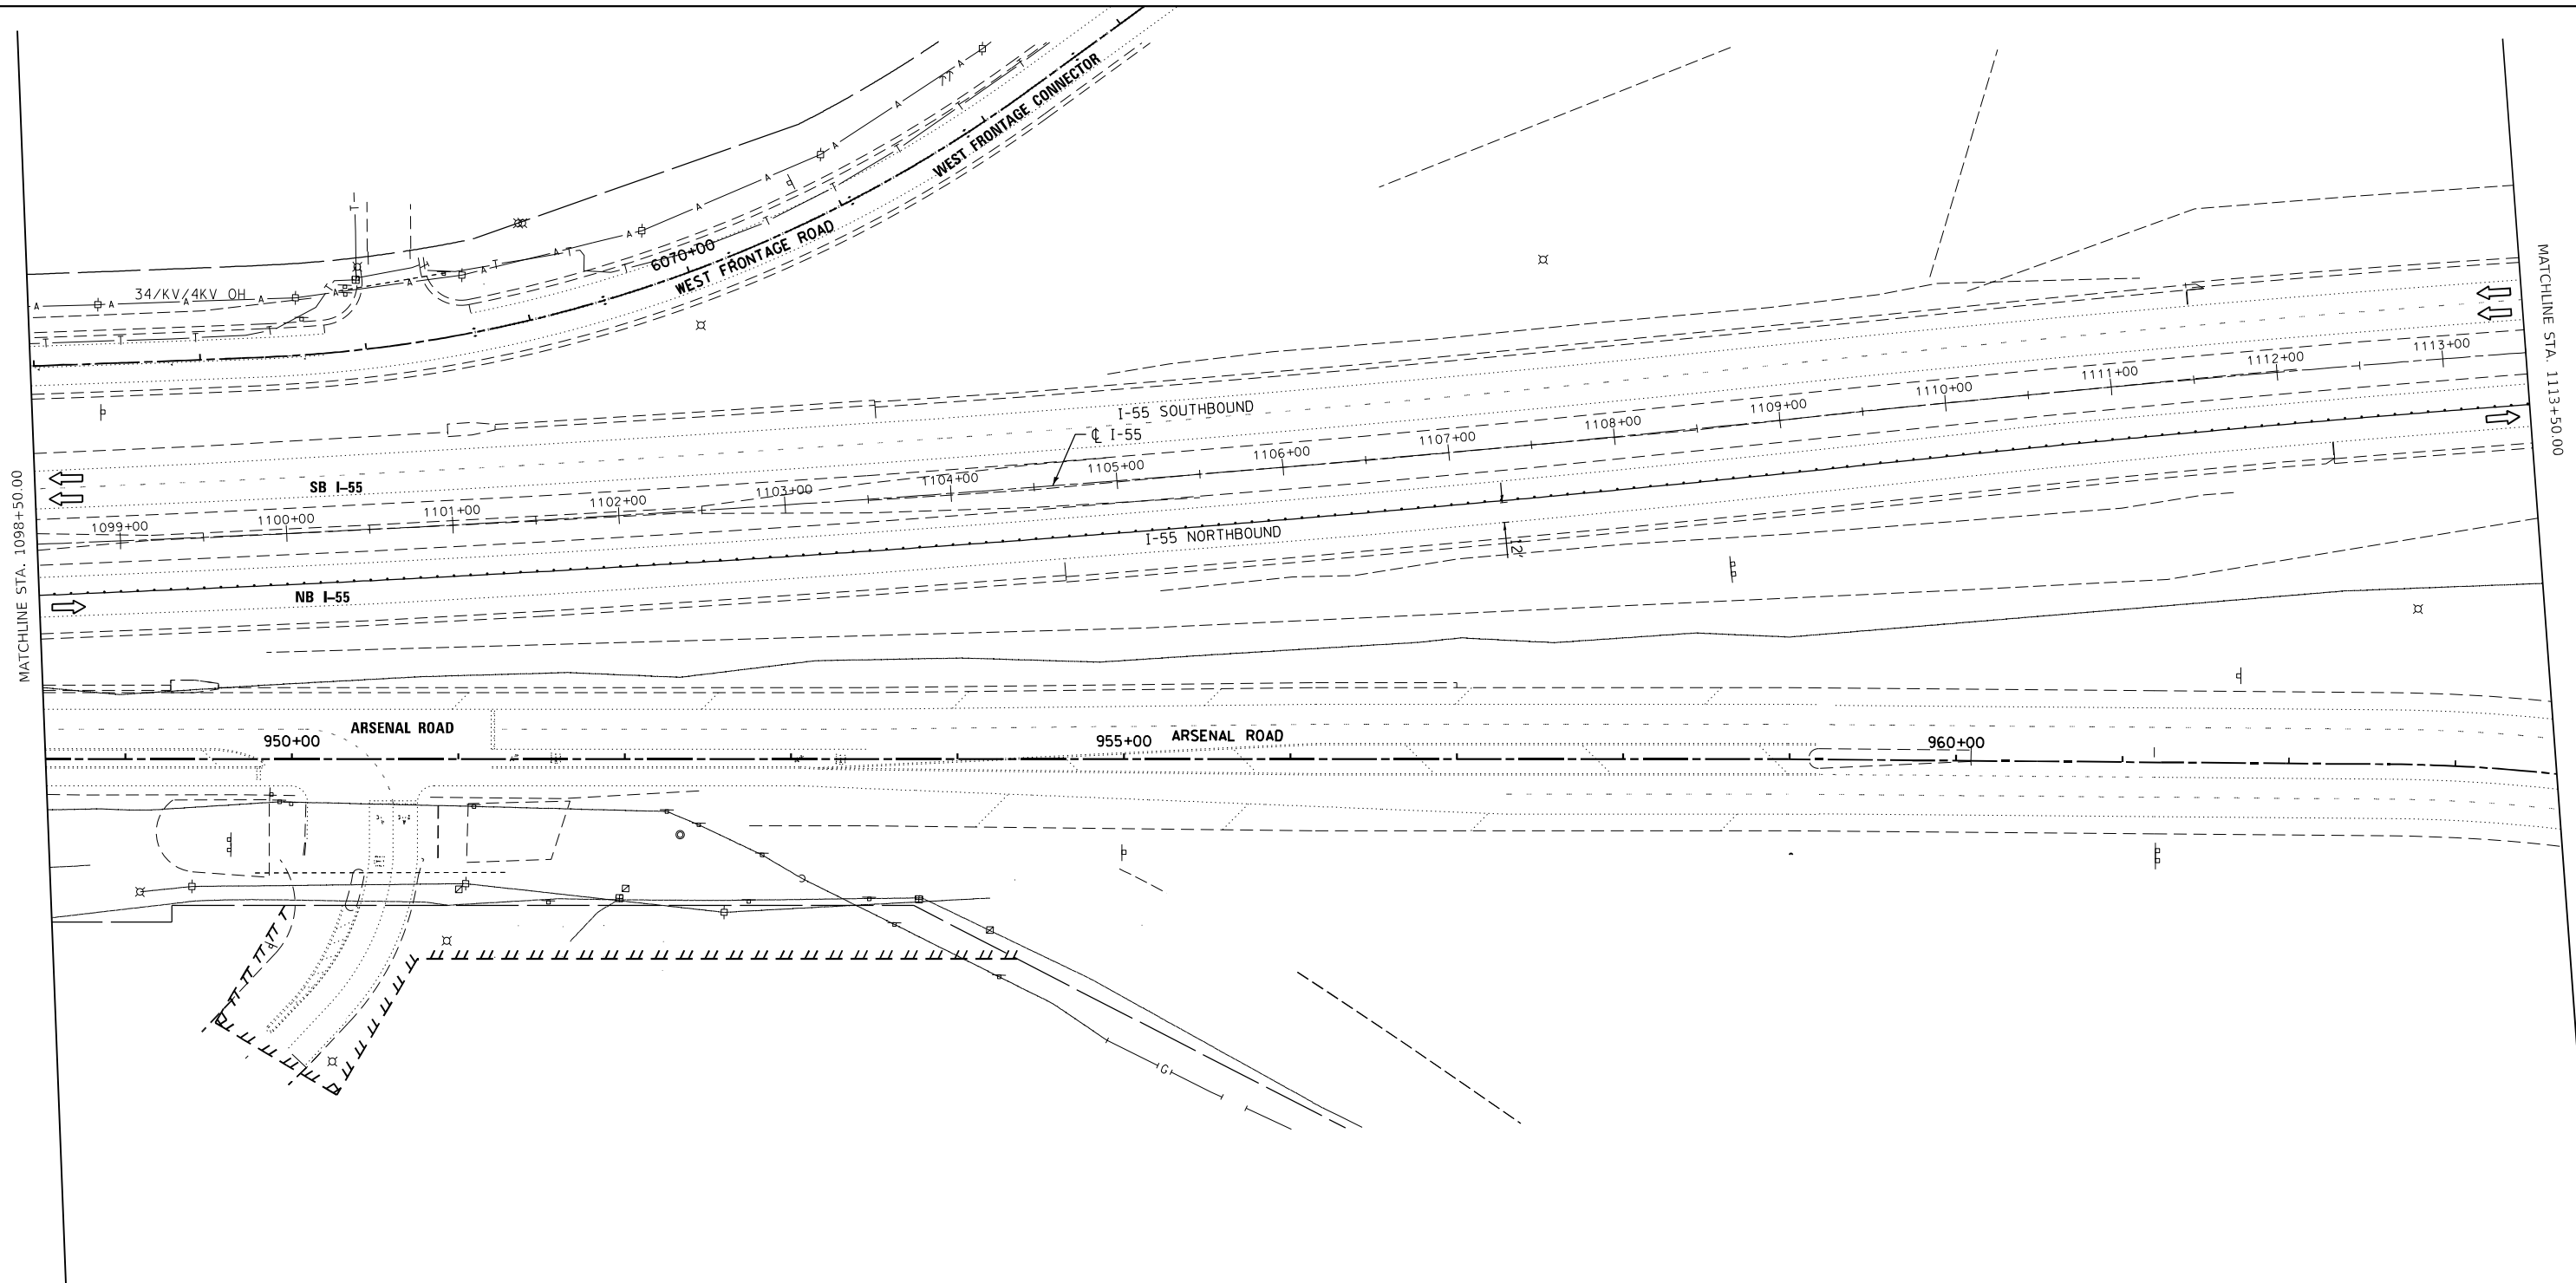 WEST FRONTAGE CONNECTOR
6070+00
WEST FRONTAGE ROAD
34/KV/4KV OH
MATCHLINE STA. 1098+50.00
MATCHLINE STA. 1113+50.00
I-55 SOUTHBOUND
℄ I-55
SB I-55
1099+00
1100+00
1101+00
1102+00
1103+00
1104+00
1105+00
1106+00
1107+00
1108+00
1109+00
1110+00
1111+00
1112+00
1113+00
I-55 NORTHBOUND
12'
NB I-55
ARSENAL ROAD
ARSENAL ROAD
950+00
955+00
960+00
G